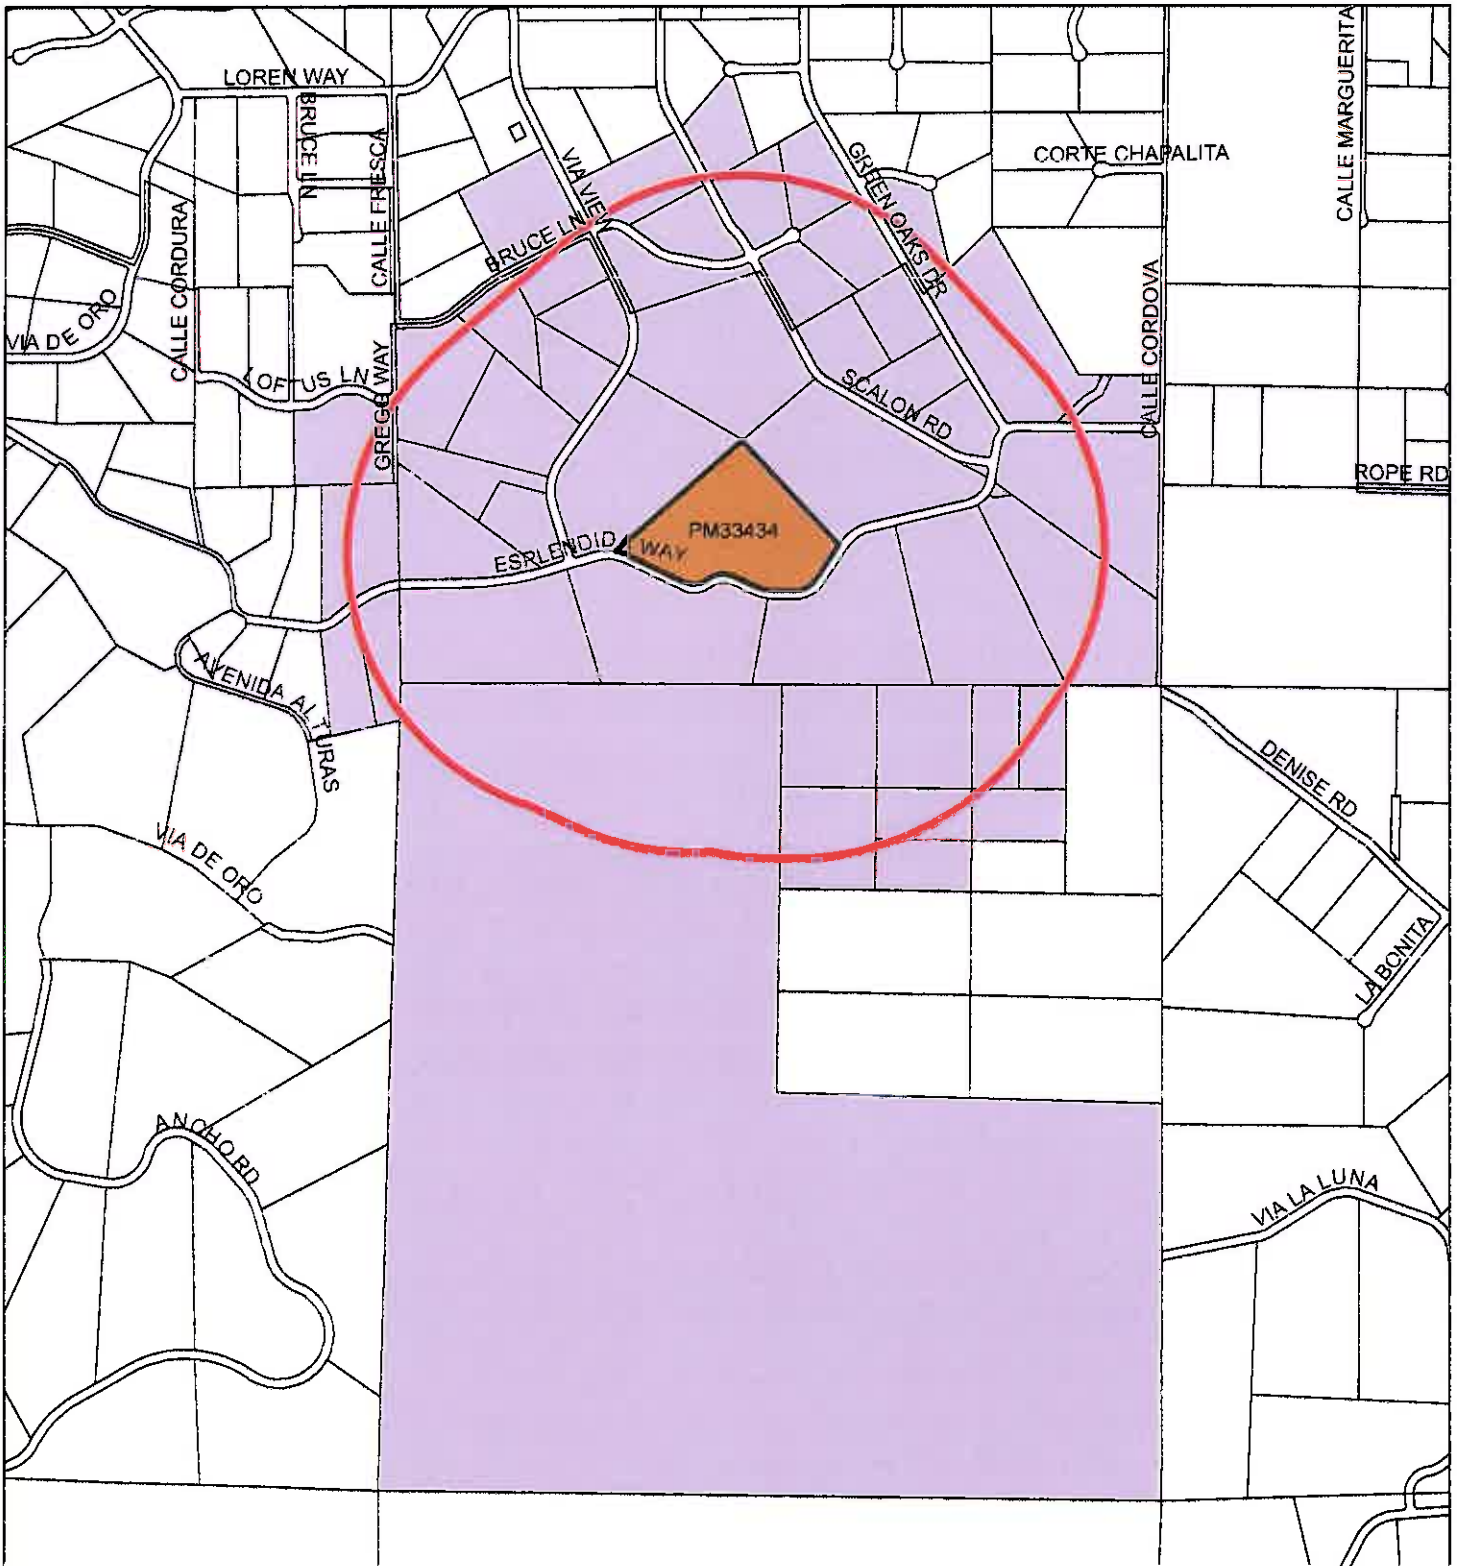 LOREN WAY
BRUCE LN
CALLE FRESCA
CALLE CORDURA
VIA DE ORO
LOFTUS LN
GREGG WAY
BRUCE LN
VIA VIEW
GREEN OAKS DR
CORTE CHAPALITA
CALLE MARGUERITA
CALLE CORDOVA
SCALON RD
ROPE RD
PM33434
ESPLENDID WAY
AVENIDA ALTURAS
VIA DE ORO
DENISE RD
LA BONITA
ANCHO RD
VIA LA LUNA